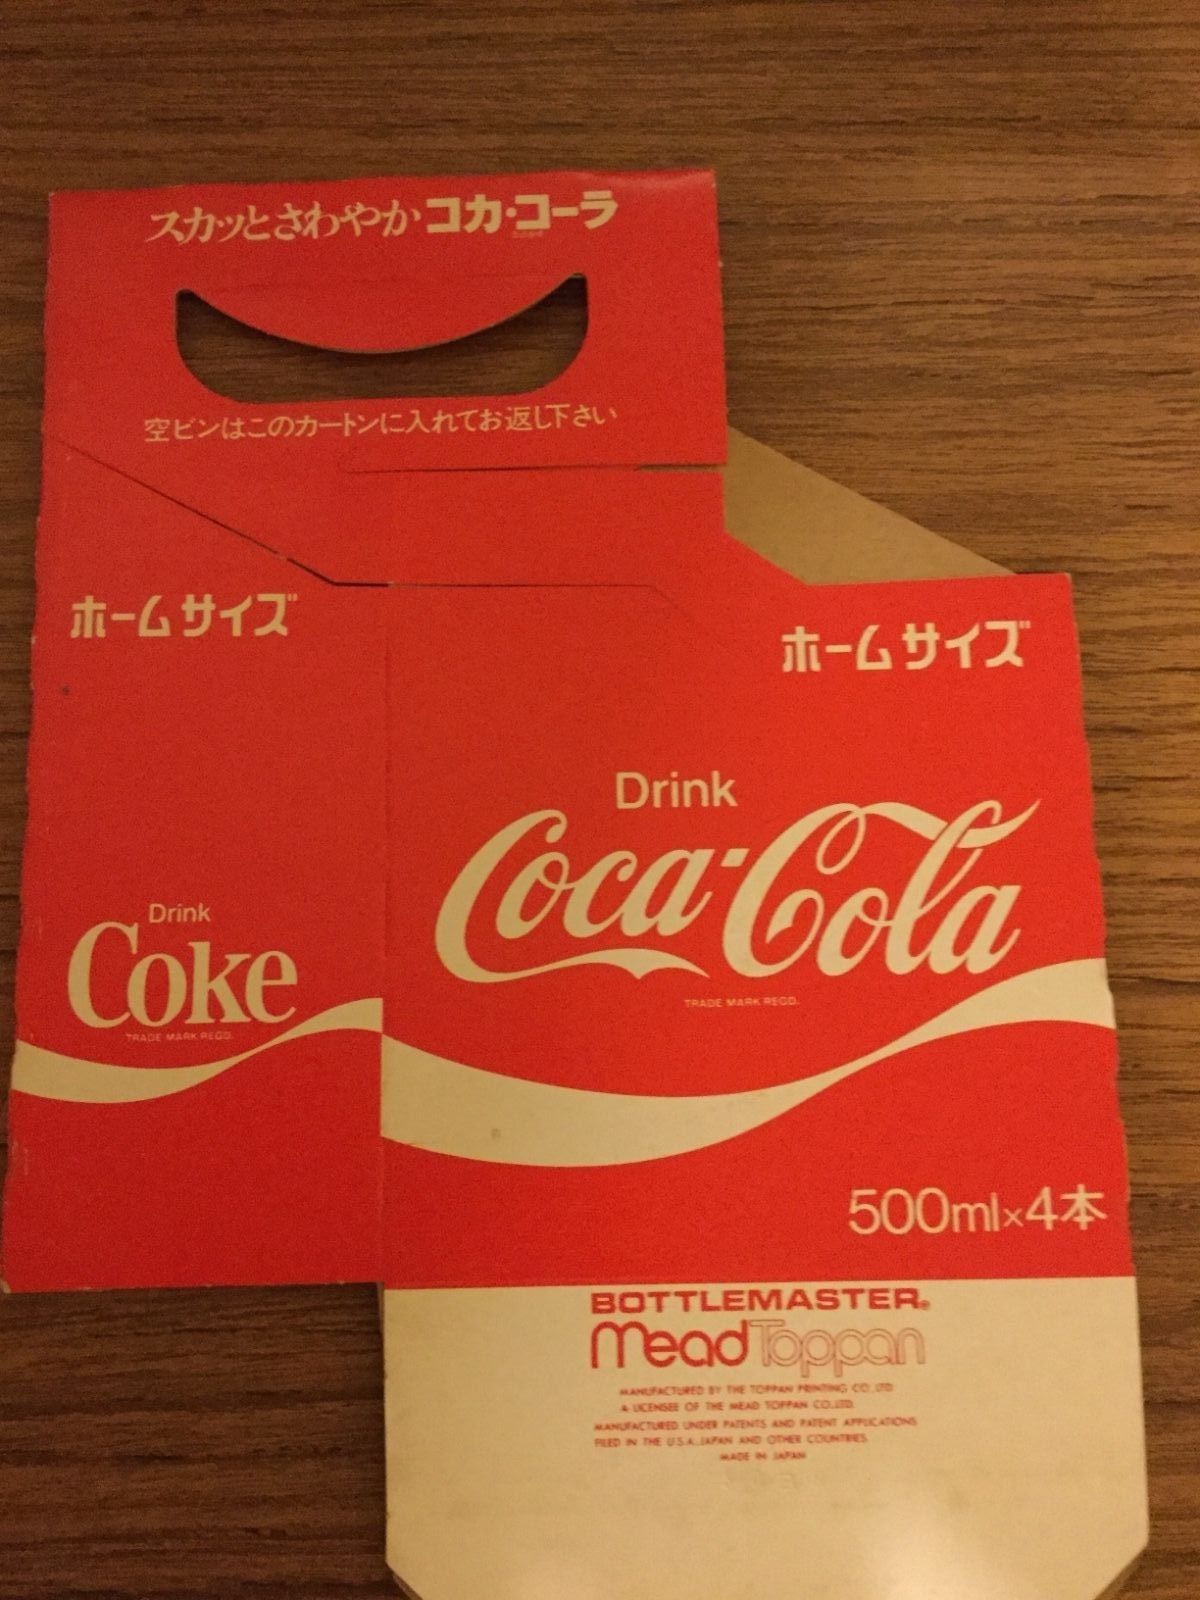 スカッとさわやかコカ・コーラ
空ビンはこのカートンに入れてお返し下さい
ホームサイズ
ホームサイズ
Drink
Coca-Cola
TRADE MARK REGD.
Drink
Coke
TRADE MARK REGD.
500ml×4本
BOTTLEMASTER®
Mead Toppan
MANUFACTURED BY THE TOPPAN PRINTING CO.,LTD.
A LICENSEE OF THE MEAD TOPPAN CO.,LTD.
MANUFACTURED UNDER PATENTS AND PATENT APPLICATIONS
FILED IN THE U.S.A.,JAPAN AND OTHER COUNTRIES.
MADE IN JAPAN